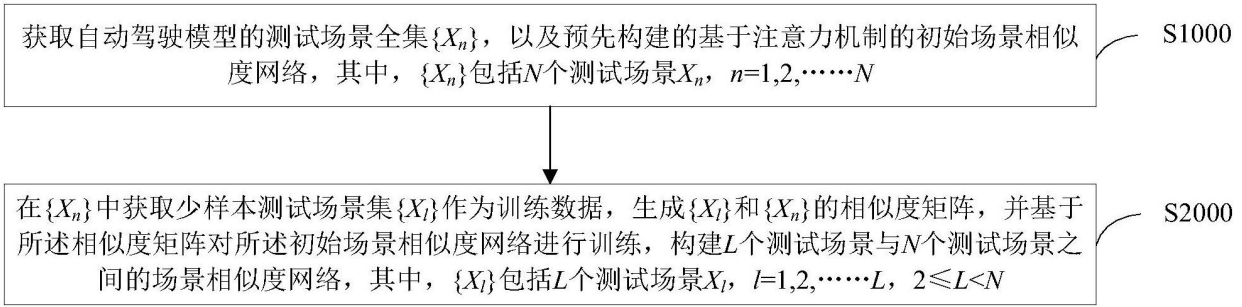 获取自动驾驶模型的测试场景全集{Xn}，以及预先构建的基于注意力机制的初始场景相似
度网络，其中，{Xn}包括N个测试场景Xn，n=1,2,……N
S1000
在{Xn}中获取少样本测试场景集{Xl}作为训练数据，生成{Xl}和{Xn}的相似度矩阵，并基于
所述相似度矩阵对所述初始场景相似度网络进行训练，构建L个测试场景与N个测试场景之
间的场景相似度网络，其中，{Xl}包括L个测试场景Xl，l=1,2,……L，2≤L<N
S2000